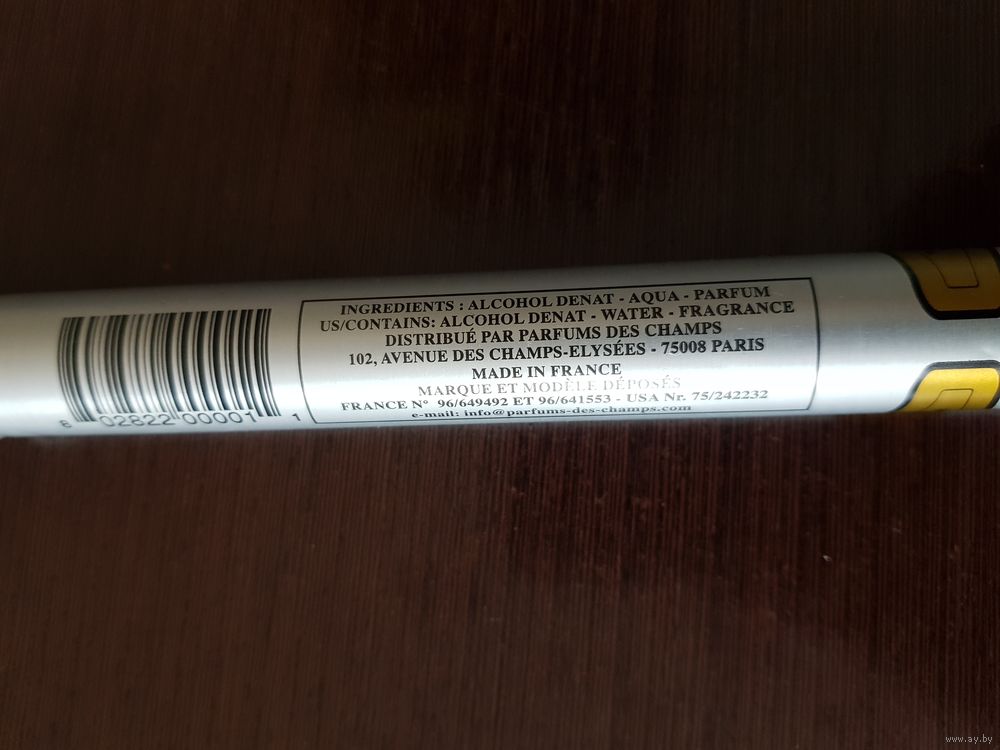 INGREDIENTS : ALCOHOL DENAT - AQUA - PARFUM
US/CONTAINS: ALCOHOL DENAT - WATER - FRAGRANCE
DISTRIBUÉ PAR PARFUMS DES CHAMPS
102, AVENUE DES CHAMPS-ELYSÉES - 75008 PARIS
MADE IN FRANCE
MARQUE ET MODÈLE DÉPOSÉS
FRANCE N° 96/649492 ET 96/641553 - USA Nr. 75/242232
e-mail: info@parfums-des-champs.com
6 02622 00001 1
www.ay.by